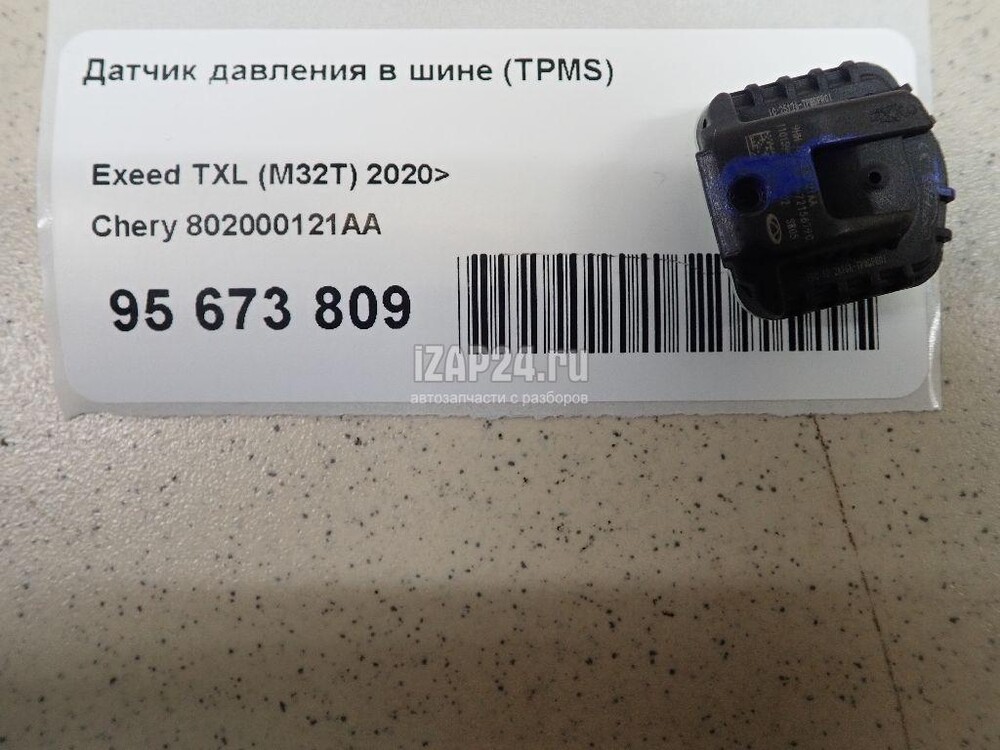 Датчик давления в шине (TPMS)
Exeed TXL (M32T) 2020>
Chery 802000121AA
95 673 809
iZAP24.ru
автозапчасти с разборов